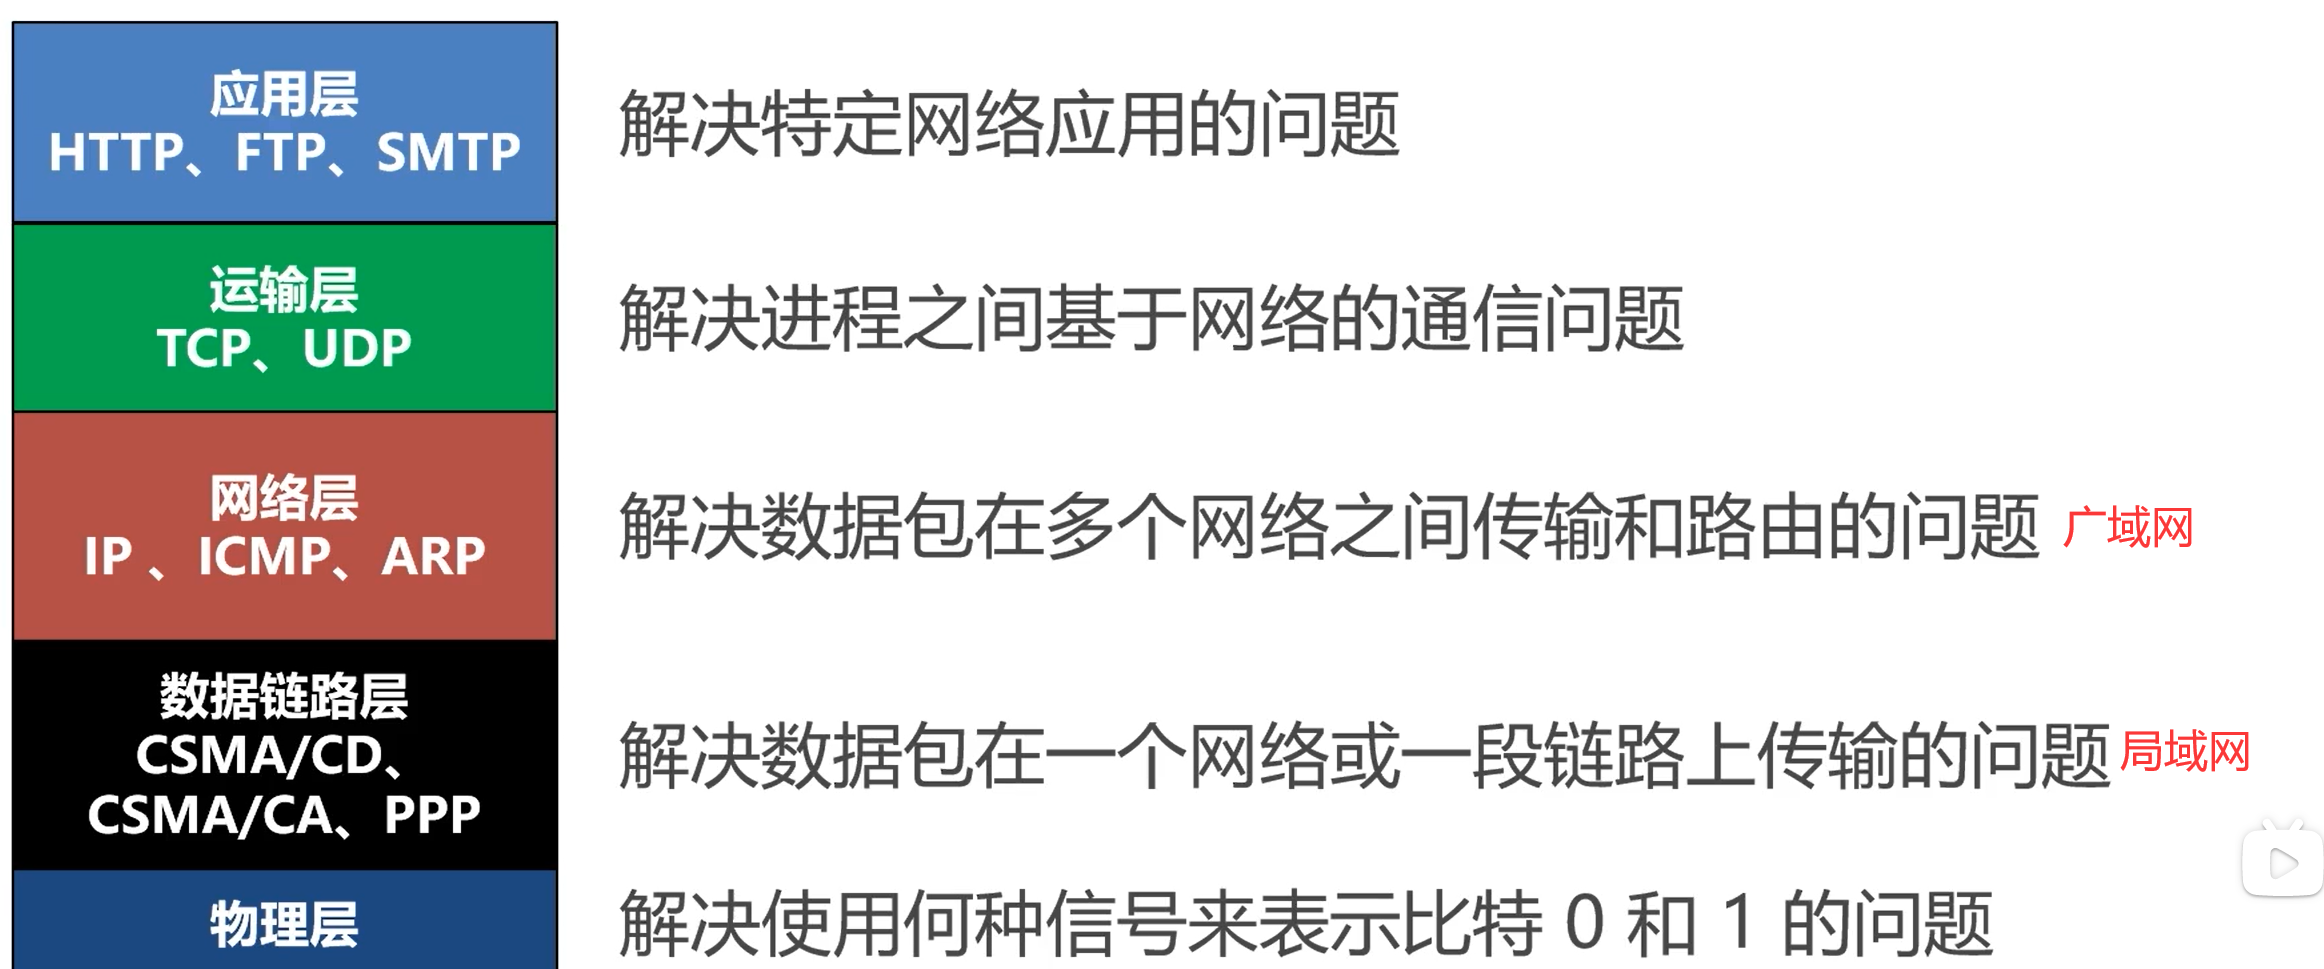 应用层
HTTP、FTP、SMTP
解决特定网络应用的问题
运输层
TCP、UDP
解决进程之间基于网络的通信问题
网络层
IP 、ICMP、ARP
解决数据包在多个网络之间传输和路由的问题 广域网
数据链路层
CSMA/CD、
CSMA/CA、PPP
解决数据包在一个网络或一段链路上传输的问题 局域网
物理层
解决使用何种信号来表示比特 0 和 1 的问题